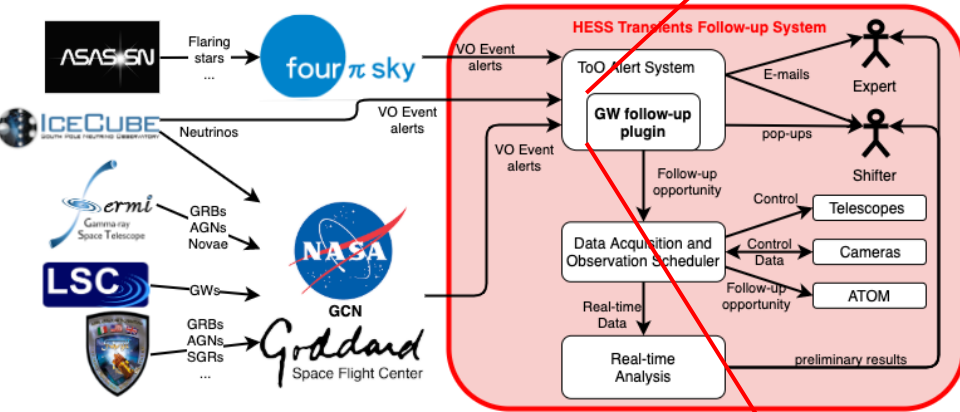 HESS Transients Follow-up System
ASAS-SN
Flaring
stars
...
four π sky
VO Event
alerts
ToO Alert System
GW follow-up
plugin
E-mails
Expert
ICECUBE
SOUTH POLE NEUTRINO OBSERVATORY
Neutrinos
VO Event
alerts
VO Event
alerts
pop-ups
Shifter
Follow-up
opportunity
Fermi
Gamma-ray
Space Telescope
GRBs
AGNs
Novae
NASA
GCN
Data Acquisition and
Observation Scheduler
Control
Telescopes
Control
Data
Cameras
Follow-up
opportunity
ATOM
LSC
GWs
Real-time
Data
GRBs
AGNs
SGRs
...
Goddard
Space Flight Center
Real-time
Analysis
preliminary results